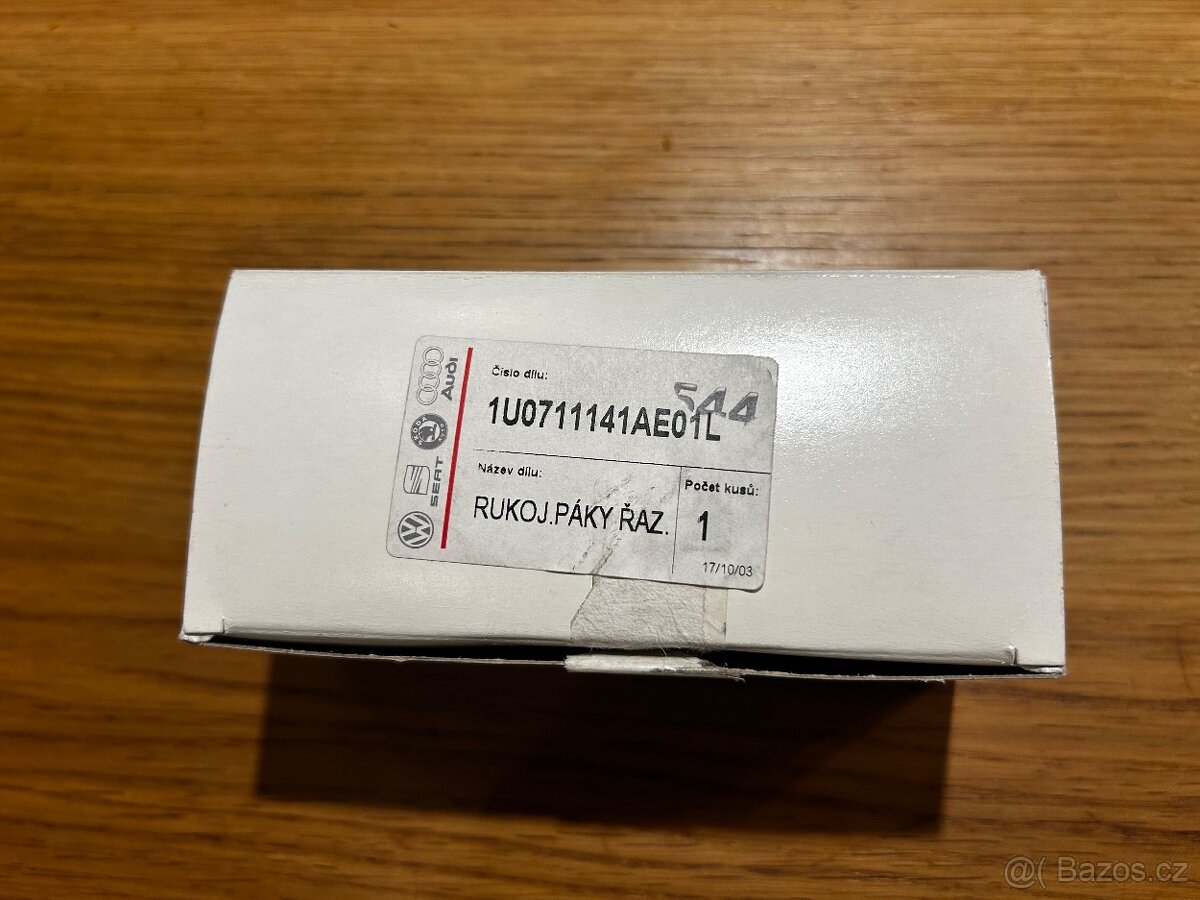 Číslo dílu:
544
1U0711141AE01L
Název dílu:
RUKOJ.PÁKY ŘAZ.
Počet kusů:
1
17/10/03
Audi
ŠKODA
SEAT
@( Bazos.cz